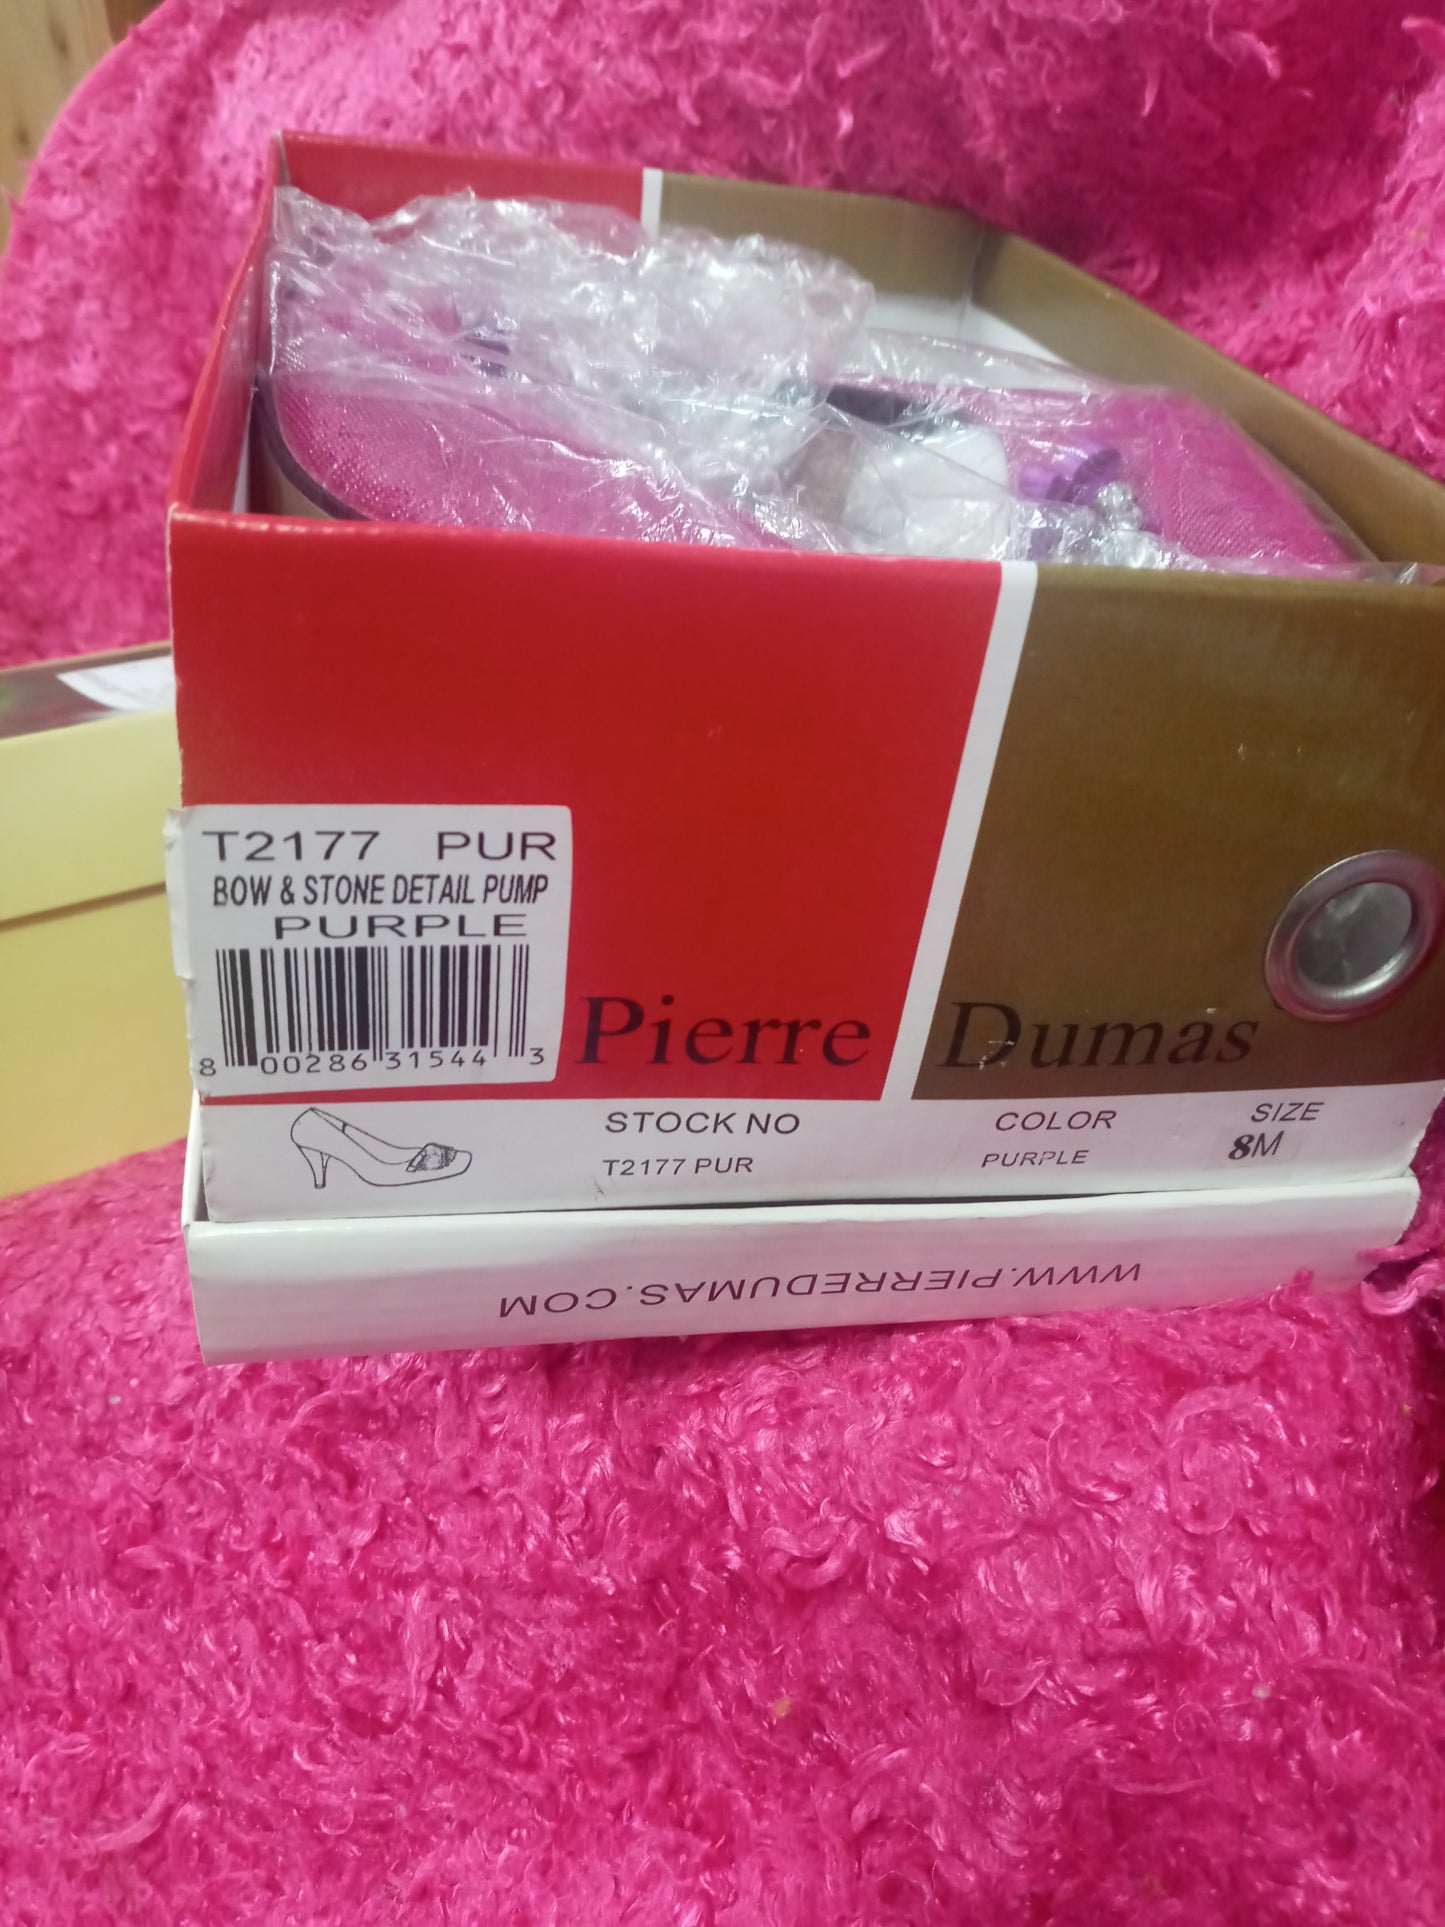 T2177 PUR
BOW & STONE DETAIL PUMP
PURPLE
8 00286 31544 3
Pierre Dumas
STOCK NO COLOR SIZE
T2177 PUR PURPLE 8M
WWW.PIERREDUMAS.COM